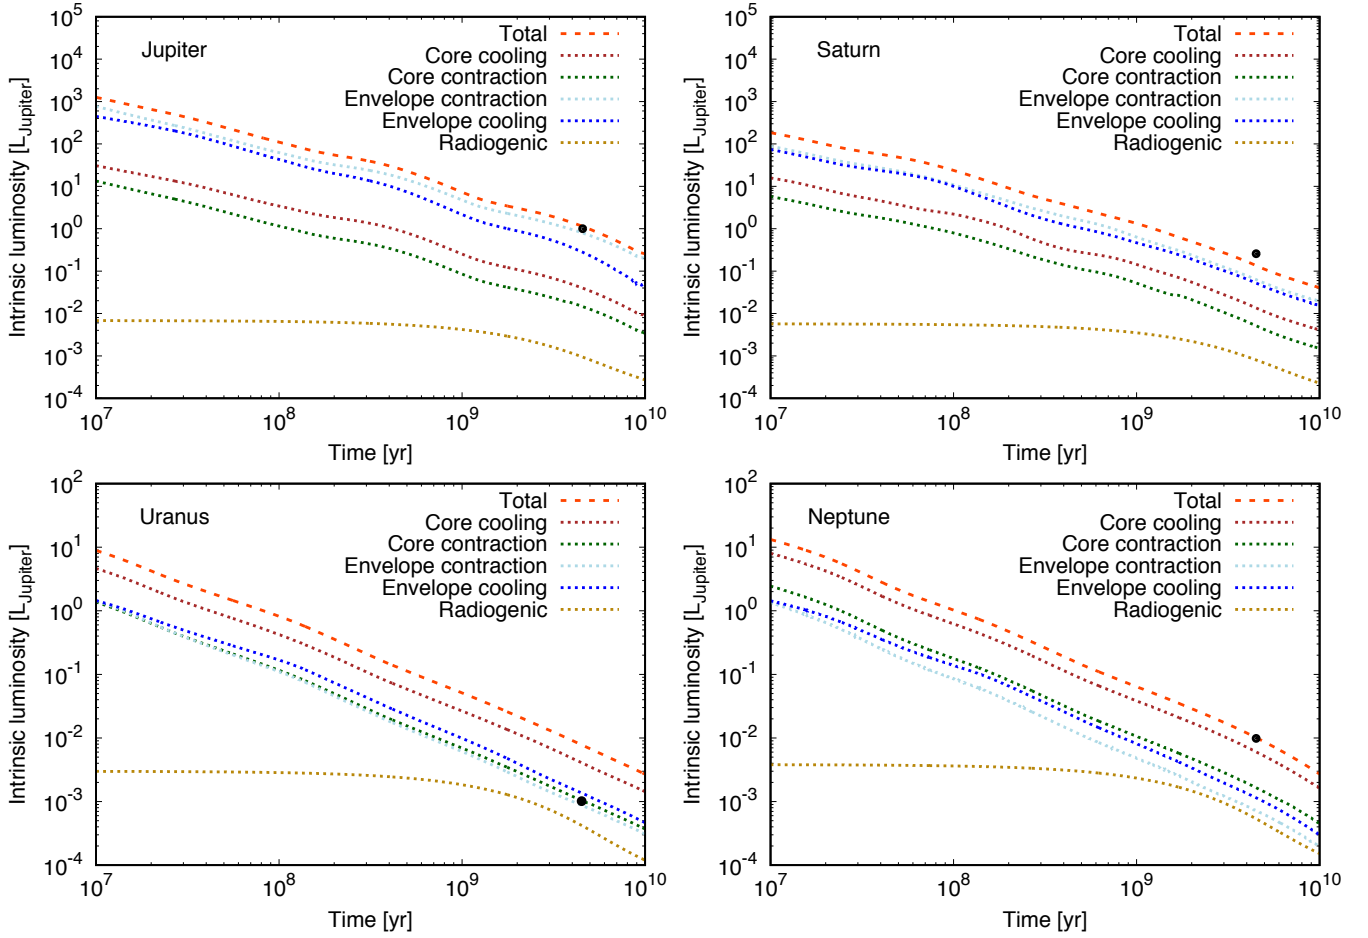 Jupiter
Total
Core cooling
Core contraction
Envelope contraction
Envelope cooling
Radiogenic
Intrinsic luminosity [L_Jupiter]
10^5
10^4
10^3
10^2
10^1
10^0
10^-1
10^-2
10^-3
10^-4
10^7
10^8
10^9
10^10
Time [yr]
Saturn
Total
Core cooling
Core contraction
Envelope contraction
Envelope cooling
Radiogenic
Intrinsic luminosity [L_Jupiter]
10^5
10^4
10^3
10^2
10^1
10^0
10^-1
10^-2
10^-3
10^-4
10^7
10^8
10^9
10^10
Time [yr]
Uranus
Total
Core cooling
Core contraction
Envelope contraction
Envelope cooling
Radiogenic
Intrinsic luminosity [L_Jupiter]
10^2
10^1
10^0
10^-1
10^-2
10^-3
10^-4
10^7
10^8
10^9
10^10
Time [yr]
Neptune
Total
Core cooling
Core contraction
Envelope contraction
Envelope cooling
Radiogenic
Intrinsic luminosity [L_Jupiter]
10^2
10^1
10^0
10^-1
10^-2
10^-3
10^-4
10^7
10^8
10^9
10^10
Time [yr]